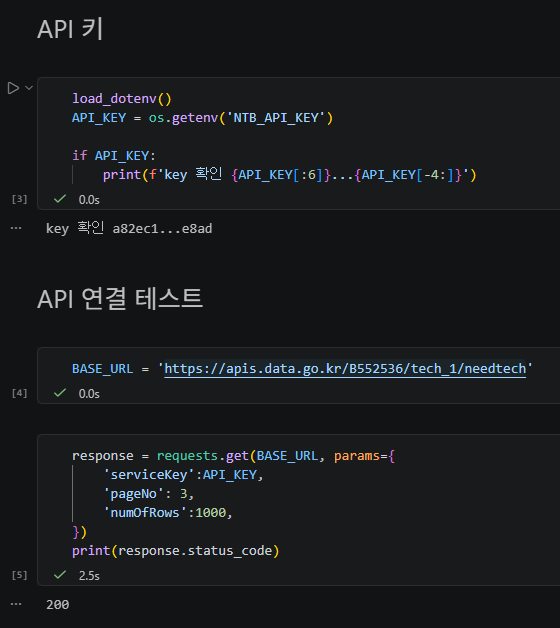 API 키
load_dotenv()
API_KEY = os.getenv('NTB_API_KEY')
if API_KEY:
print(f'key 확인 {API_KEY[:6]}...{API_KEY[-4:]}')
[3]
0.0s
... key 확인 a82ec1...e8ad
API 연결 테스트
BASE_URL = 'https://apis.data.go.kr/B552536/tech_1/needtech'
[4]
0.0s
response = requests.get(BASE_URL, params={
'serviceKey':API_KEY,
'pageNo': 3,
'numOfRows':1000,
})
print(response.status_code)
[5]
2.5s
... 200